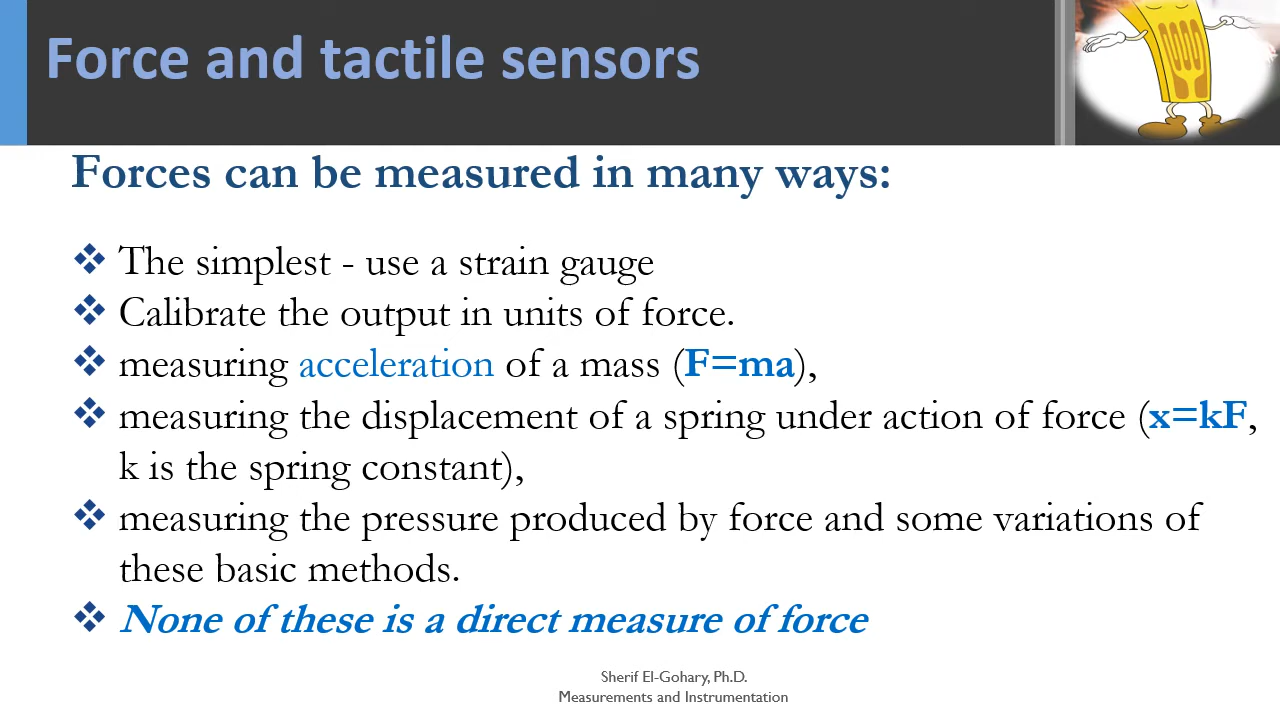 Force and tactile sensors
Forces can be measured in many ways:
❖ The simplest - use a strain gauge
❖ Calibrate the output in units of force.
❖ measuring acceleration of a mass (F=ma),
❖ measuring the displacement of a spring under action of force (x=kF,
k is the spring constant),
❖ measuring the pressure produced by force and some variations of
these basic methods.
❖ None of these is a direct measure of force
Sherif El-Gohary, Ph.D.
Measurements and Instrumentation